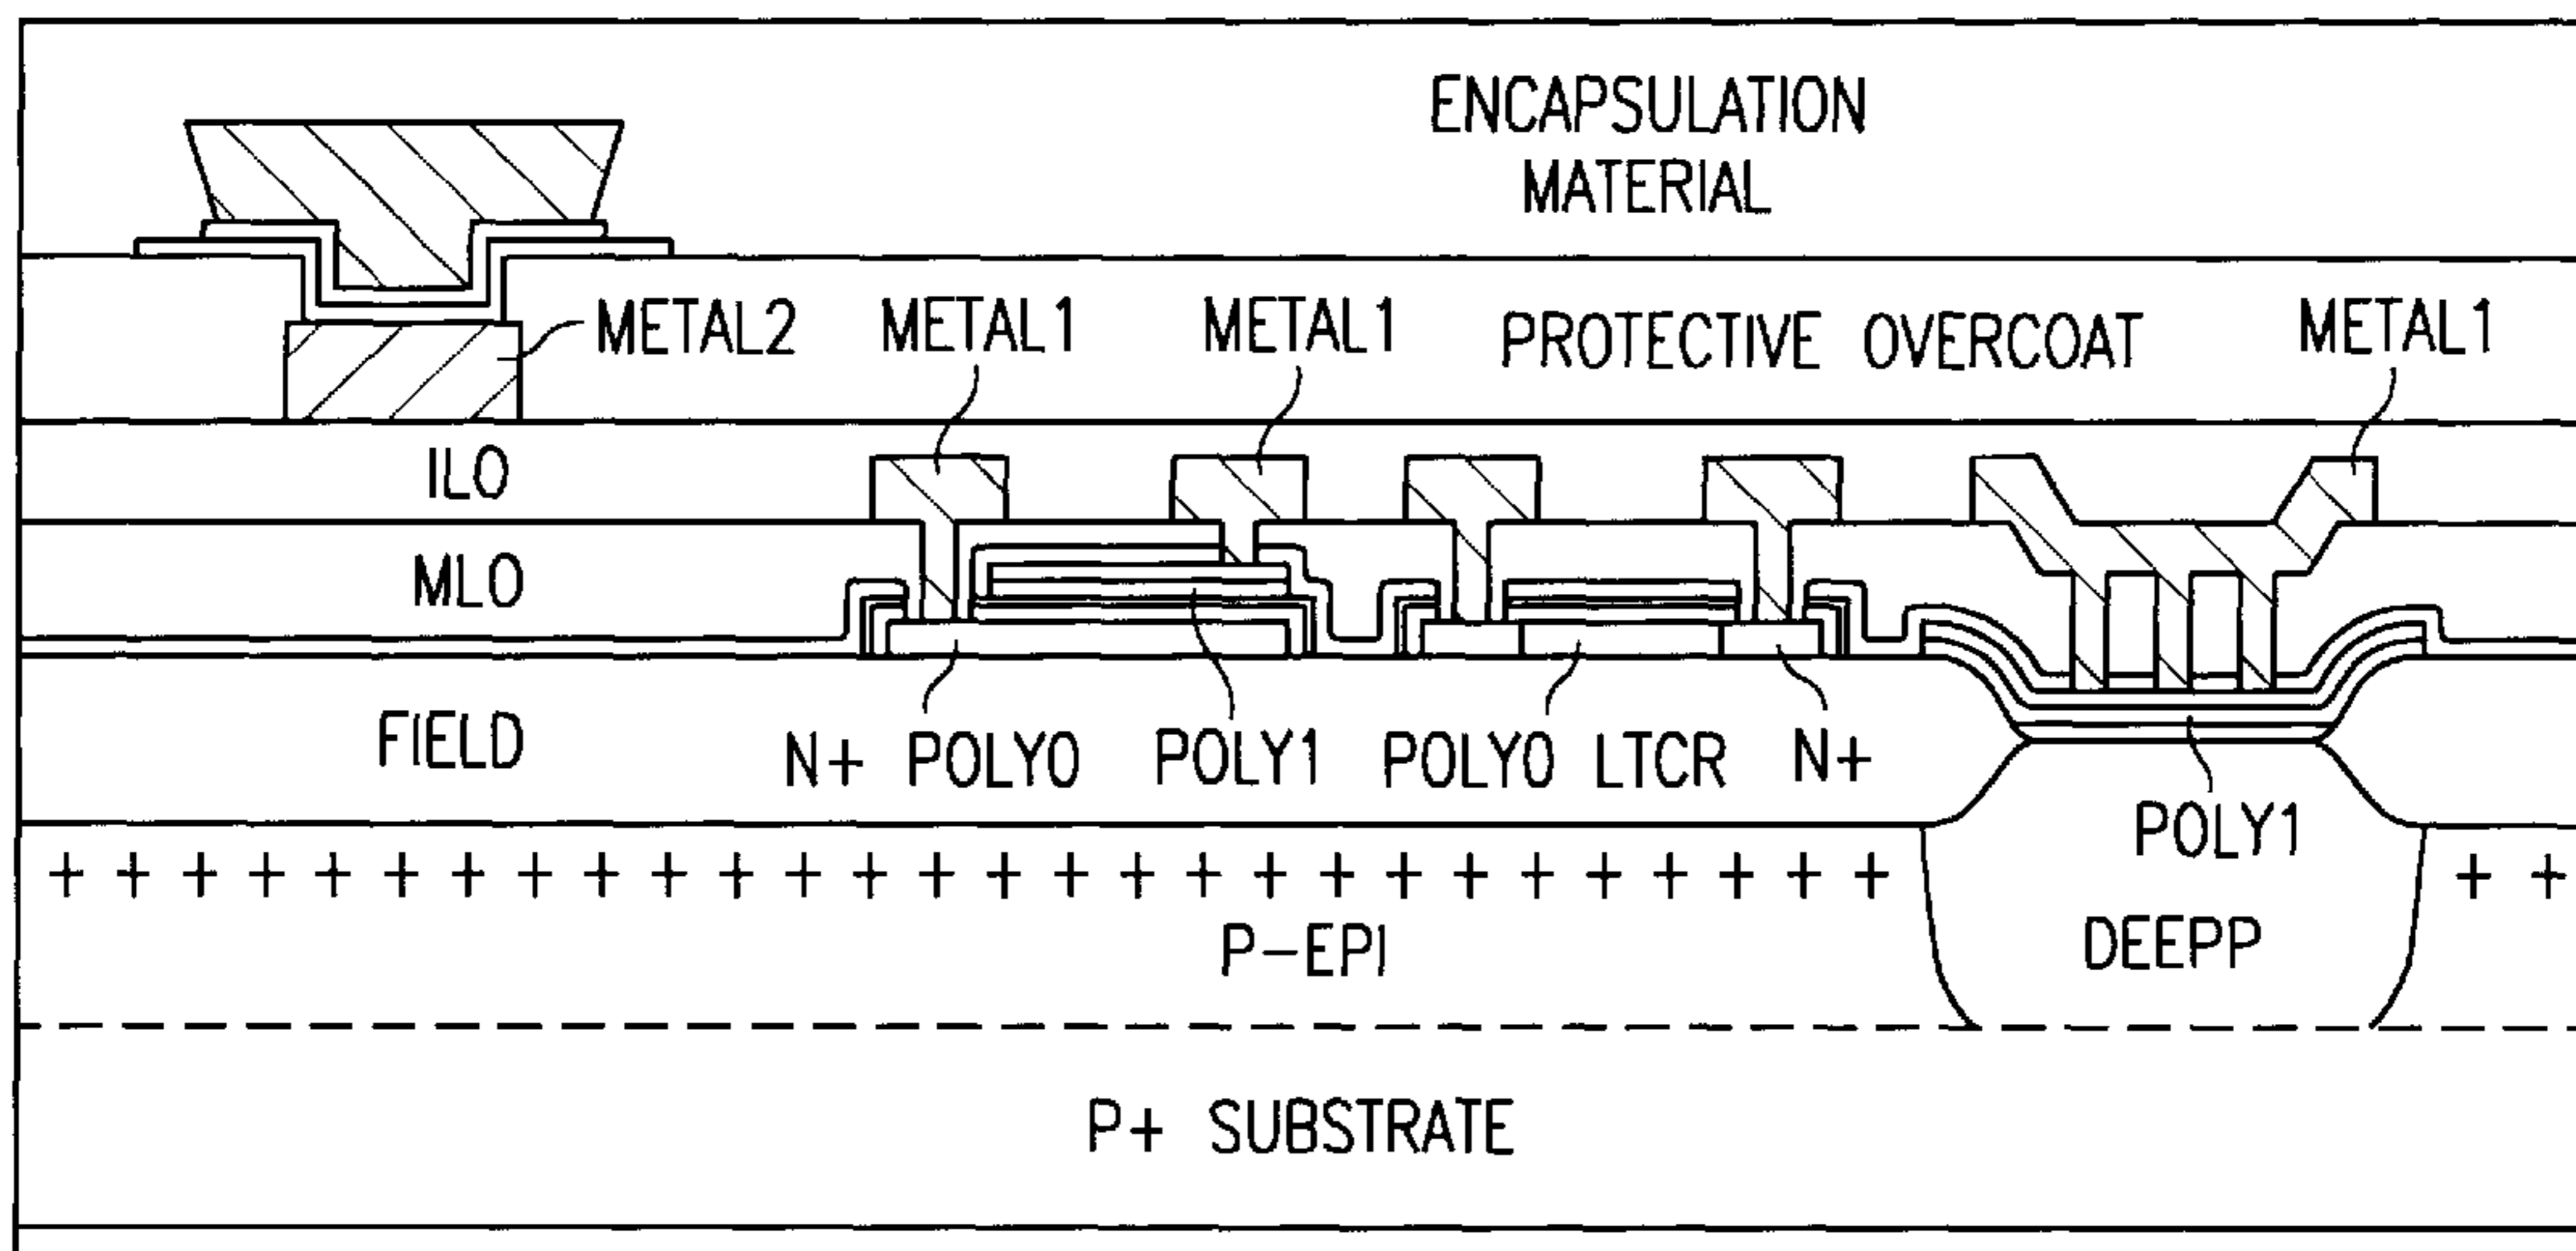 ENCAPSULATION
MATERIAL
METAL2
METAL1
METAL1
PROTECTIVE OVERCOAT
METAL1
ILO
MLO
FIELD
N+ POLY0
POLY1
POLY0 LTCR
N+
POLY1
+ + + + + + + + + + + + + + + + + + + + + + + + + + + +
+ +
P-EPI
DEEPP
P+ SUBSTRATE